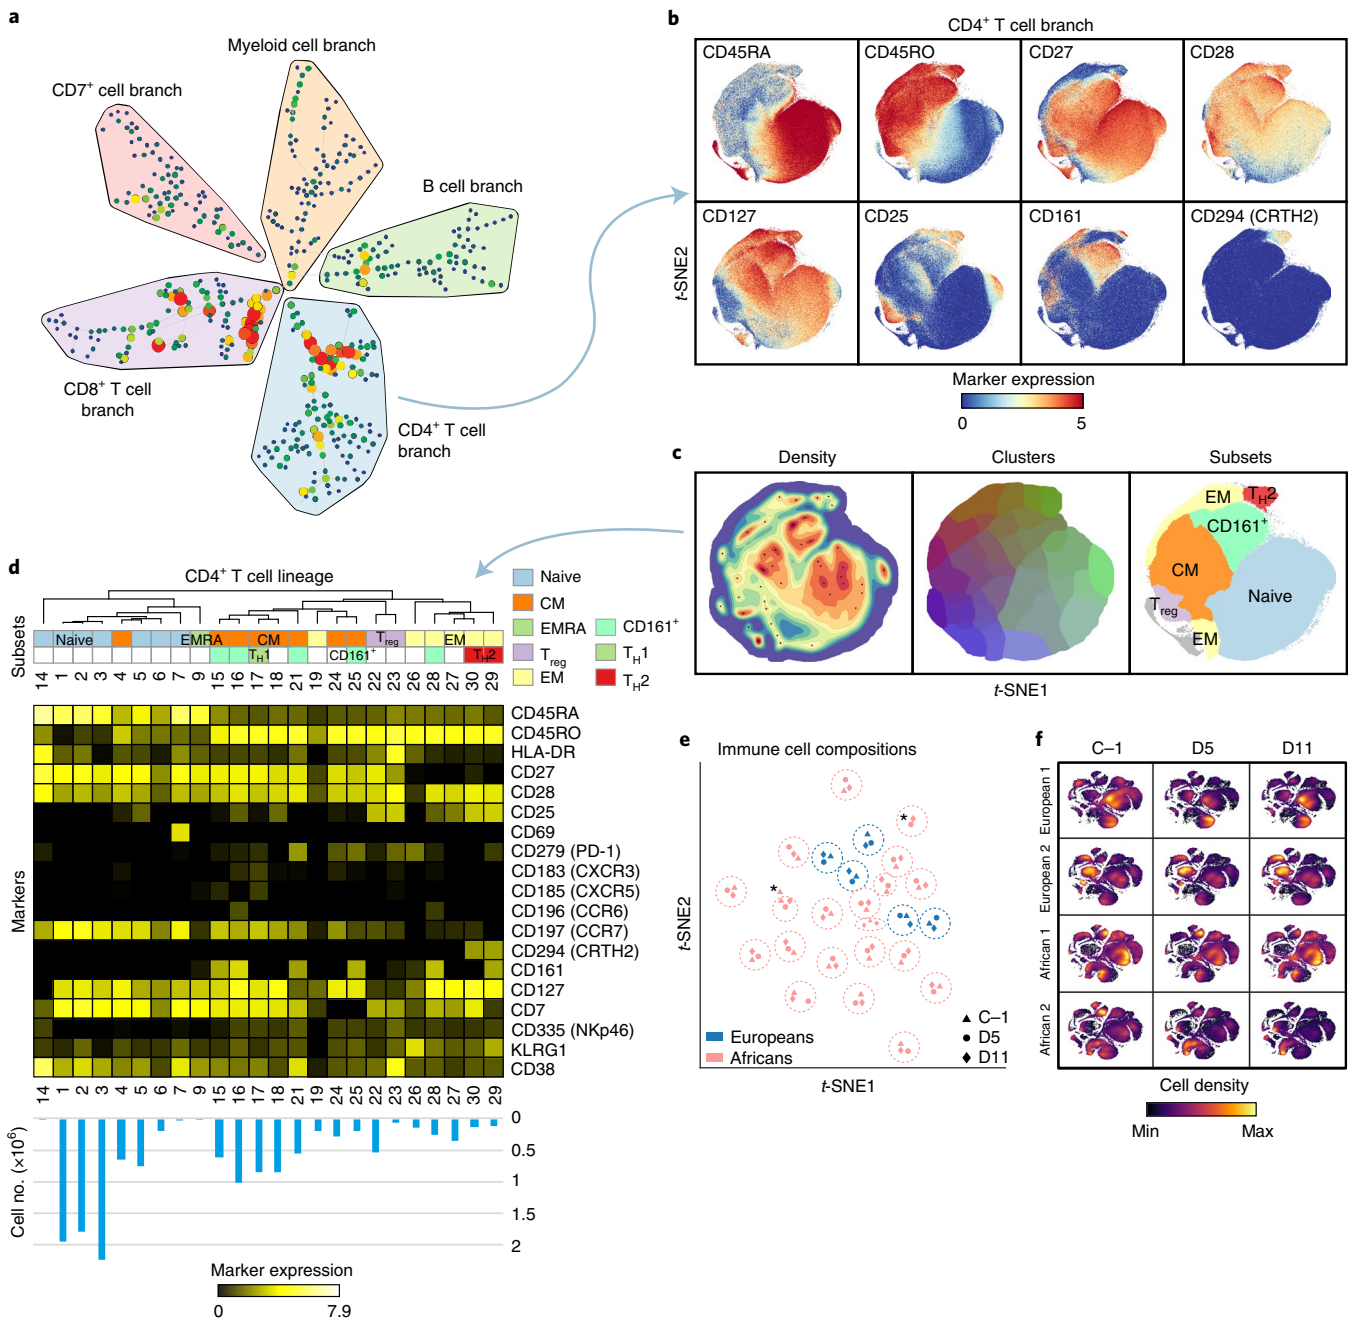 a
Myeloid cell branch
CD7⁺ cell branch
B cell branch
CD8⁺ T cell
branch
CD4⁺ T cell
branch
b
CD4⁺ T cell branch
CD45RA
CD45RO
CD27
CD28
CD127
CD25
CD161
CD294 (CRTH2)
t-SNE2
Marker expression
0
5
c
Density
Clusters
Subsets
EM
T_H2
CD161⁺
CM
Naive
T_reg
EM
t-SNE1
d
CD4⁺ T cell lineage
Naive
CM
EMRA
CD161⁺
T_reg
T_H1
EM
T_H2
Subsets
Naive EMRA CM T_reg EM
T_H1 CD161⁺ T_H2
14 1 2 3 4 5 6 7 9 15 16 17 18 21 19 24 25 22 23 26 28 27 30 29
Markers
CD45RA
CD45RO
HLA-DR
CD27
CD28
CD25
CD69
CD279 (PD-1)
CD183 (CXCR3)
CD185 (CXCR5)
CD196 (CCR6)
CD197 (CCR7)
CD294 (CRTH2)
CD161
CD127
CD7
CD335 (NKp46)
KLRG1
CD38
14 1 2 3 4 5 6 7 9 15 16 17 18 21 19 24 25 22 23 26 28 27 30 29
Cell no. (×10⁶)
0
0.5
1
1.5
2
Marker expression
0
7.9
e
Immune cell compositions
*
*
t-SNE2
Europeans
Africans
C–1
D5
D11
t-SNE1
f
C–1
D5
D11
European 1
European 2
African 1
African 2
Cell density
Min
Max